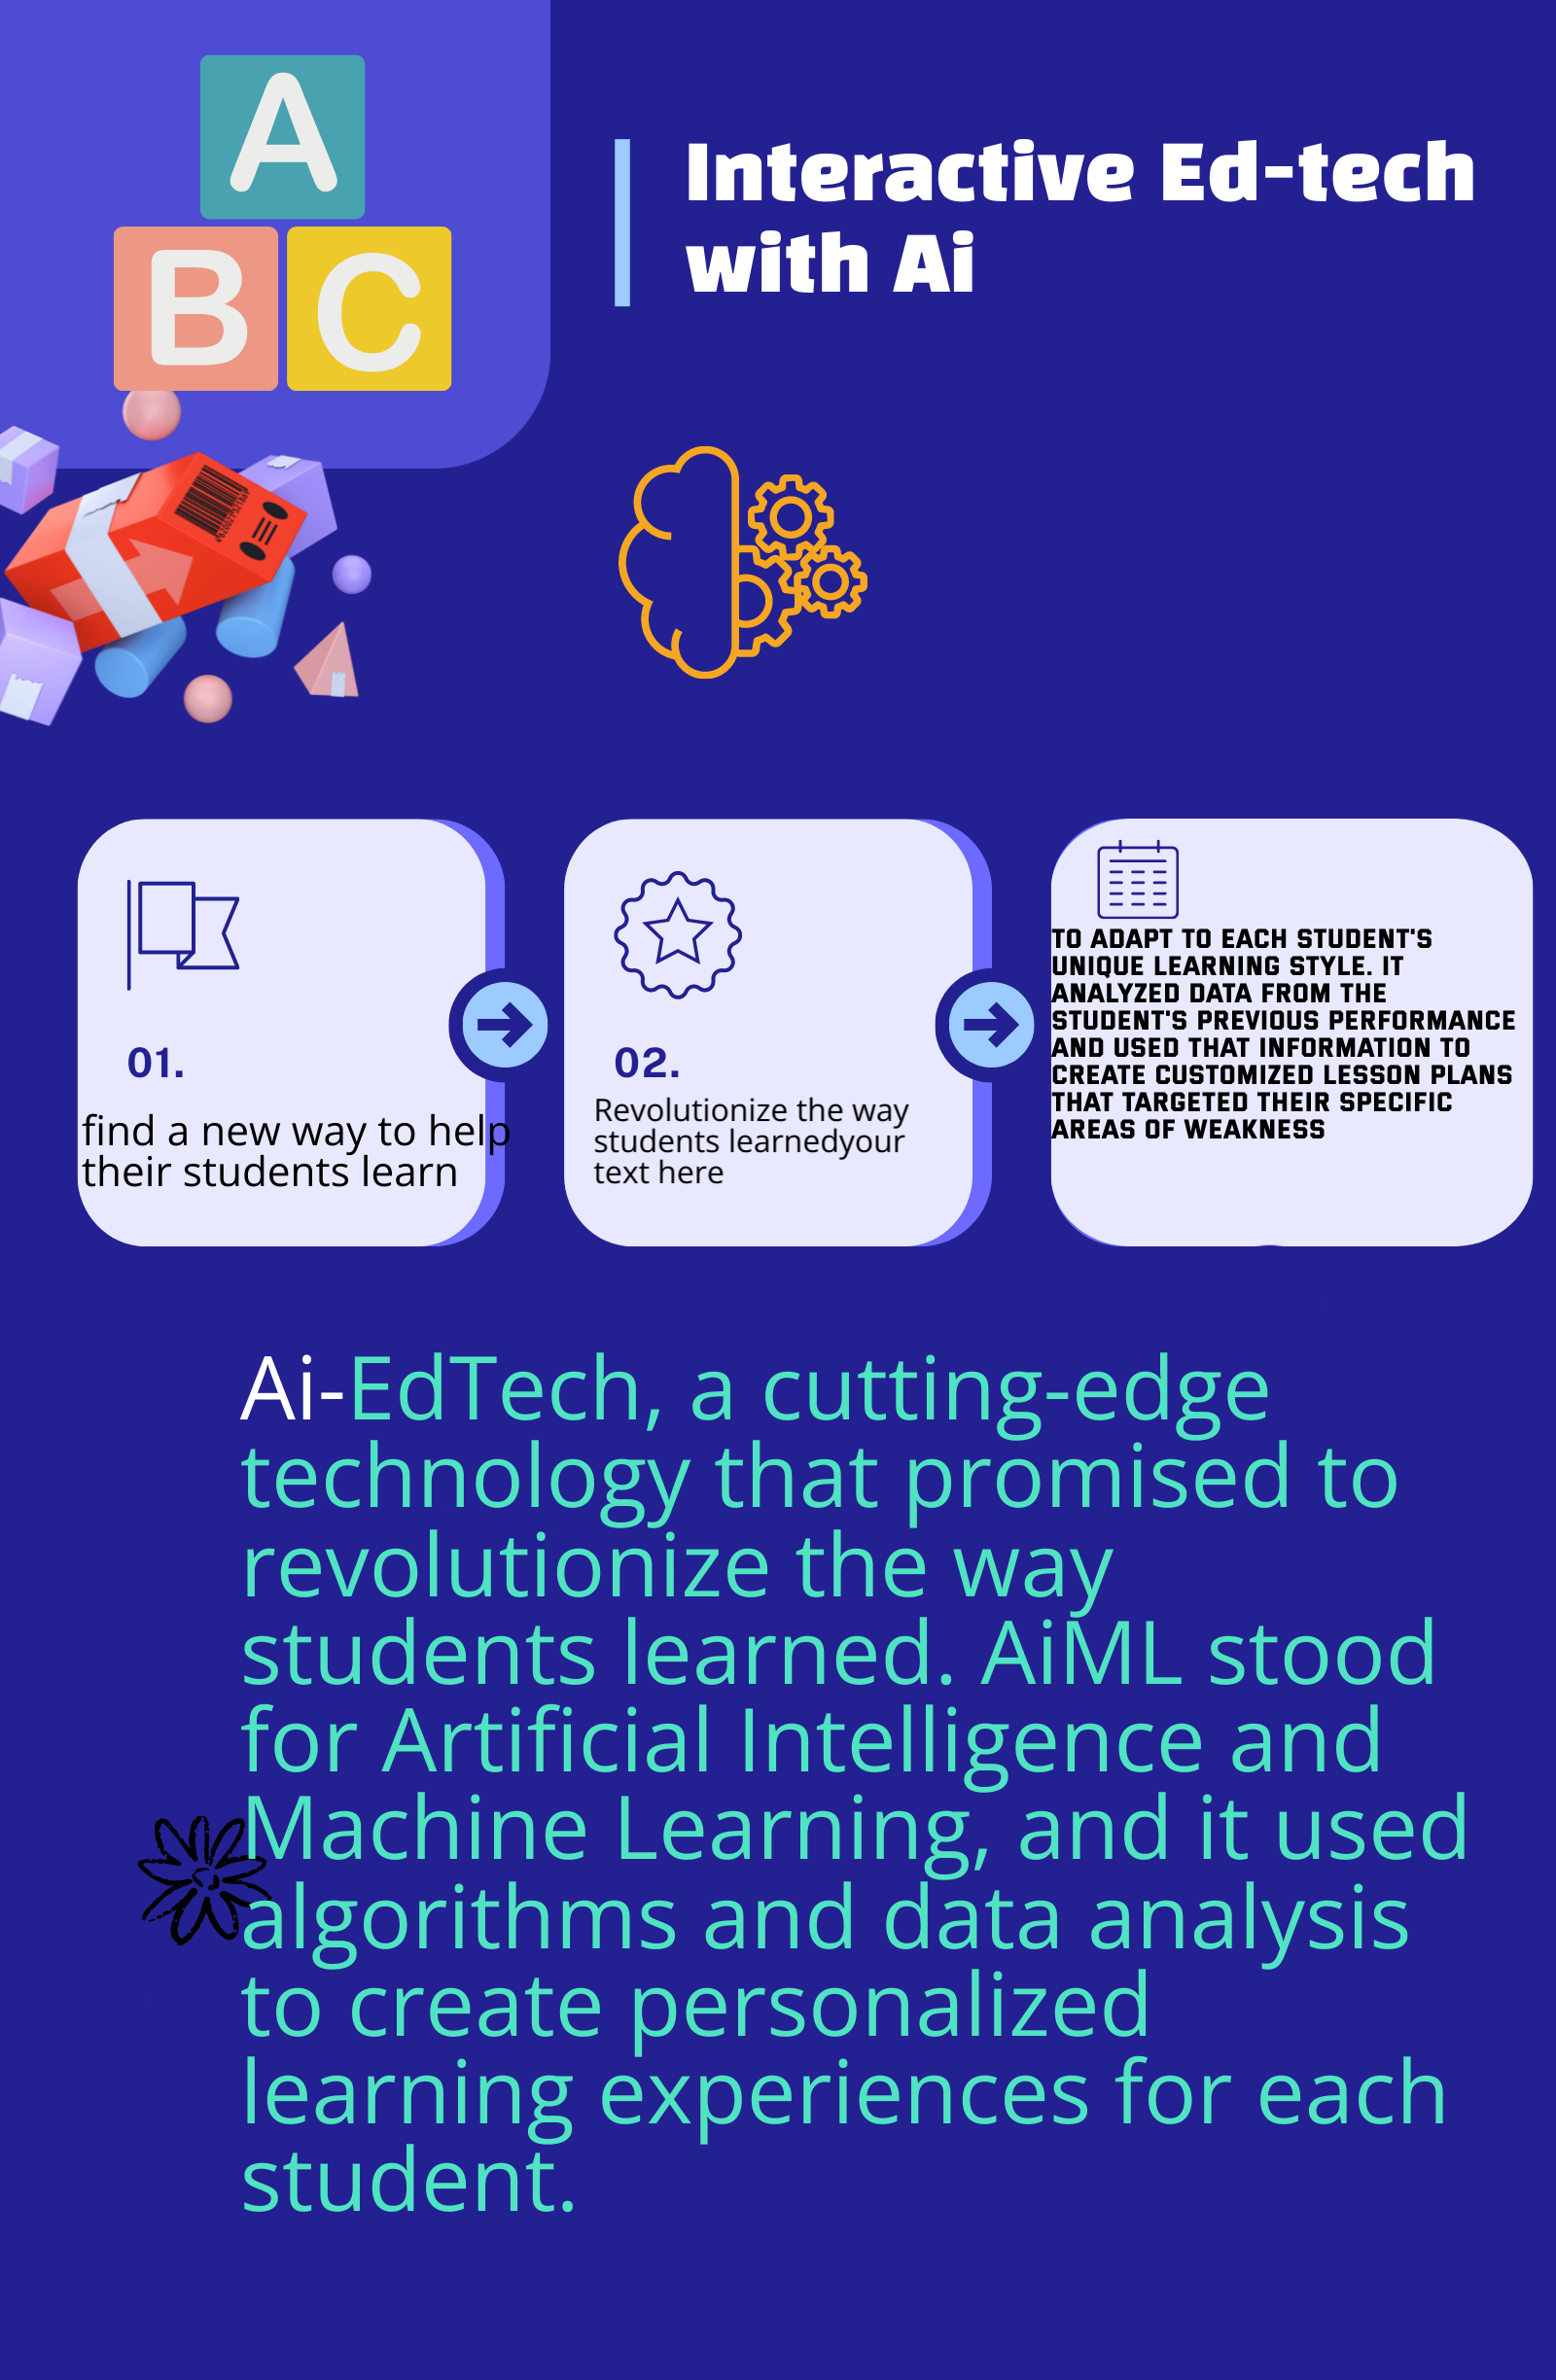 A
B C
Interactive Ed-tech
with Ai
01.
find a new way to help
their students learn
02.
Revolutionize the way
students learnedyour
text here
TO ADAPT TO EACH STUDENT'S
UNIQUE LEARNING STYLE. IT
ANALYZED DATA FROM THE
STUDENT'S PREVIOUS PERFORMANCE
AND USED THAT INFORMATION TO
CREATE CUSTOMIZED LESSON PLANS
THAT TARGETED THEIR SPECIFIC
AREAS OF WEAKNESS
Ai-EdTech, a cutting-edge
technology that promised to
revolutionize the way
students learned. AiML stood
for Artificial Intelligence and
Machine Learning, and it used
algorithms and data analysis
to create personalized
learning experiences for each
student.